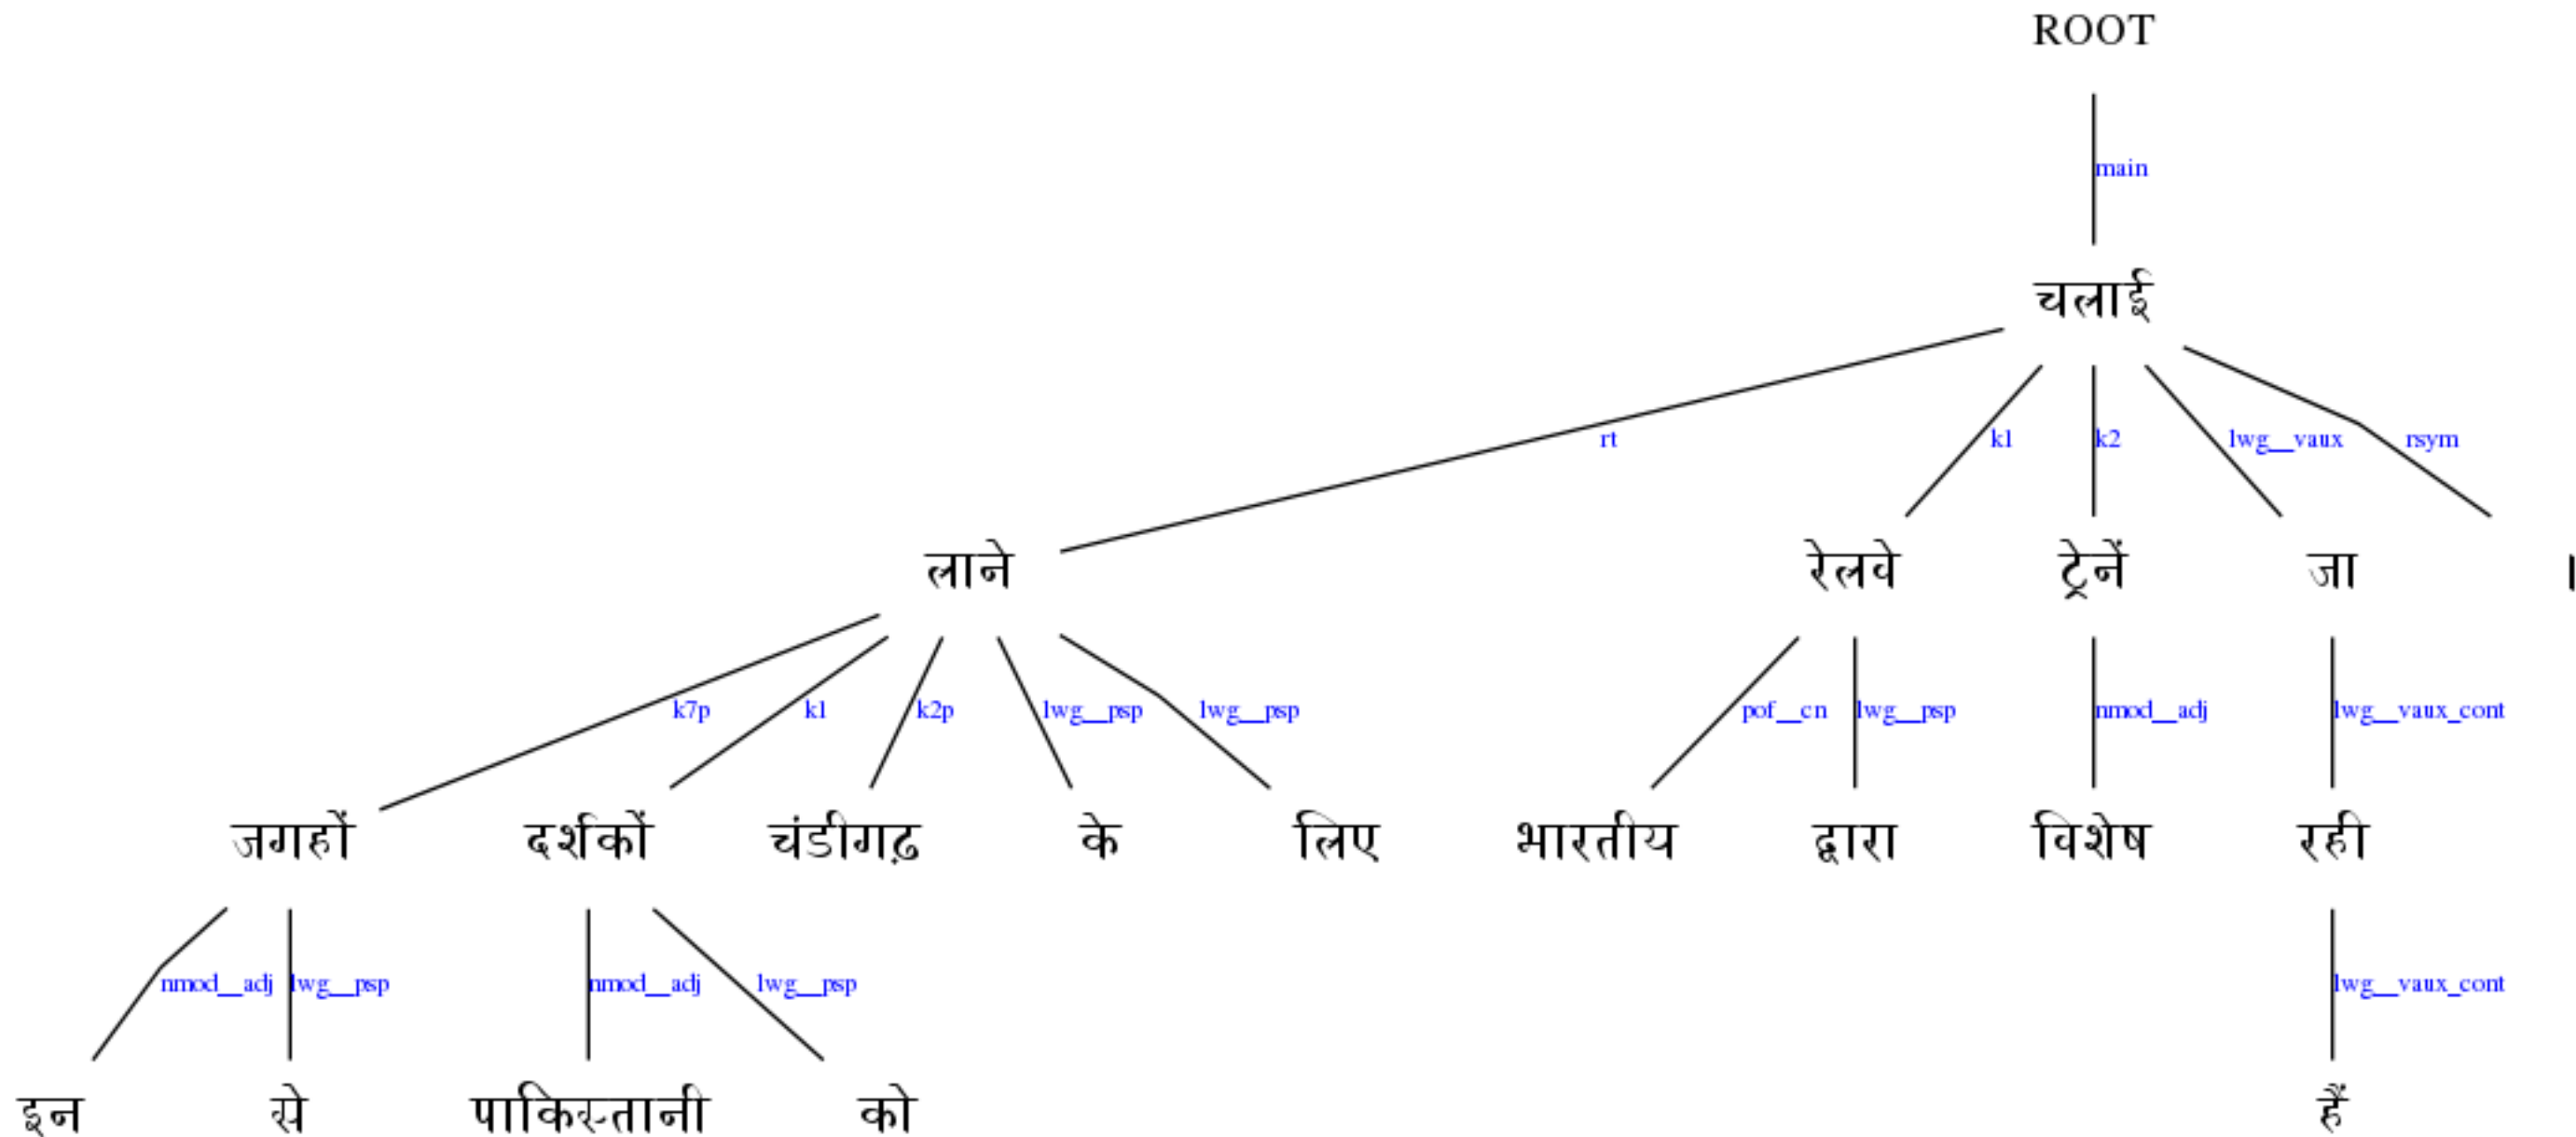 ROOT
main
चलाई
rt k1 k2 lwg__vaux rsym
लाने रेलवे ट्रेनें जा ।
k7p k1 k2p lwg__psp lwg__psp pof__cn lwg__psp nmod__adj lwg__vaux_cont
जगहों दर्शकों चंडीगढ़ के लिए भारतीय द्वारा विशेष रही
nmod__adj lwg__psp nmod__adj lwg__psp lwg__vaux_cont
इन से पाकिस्तानी को हैं